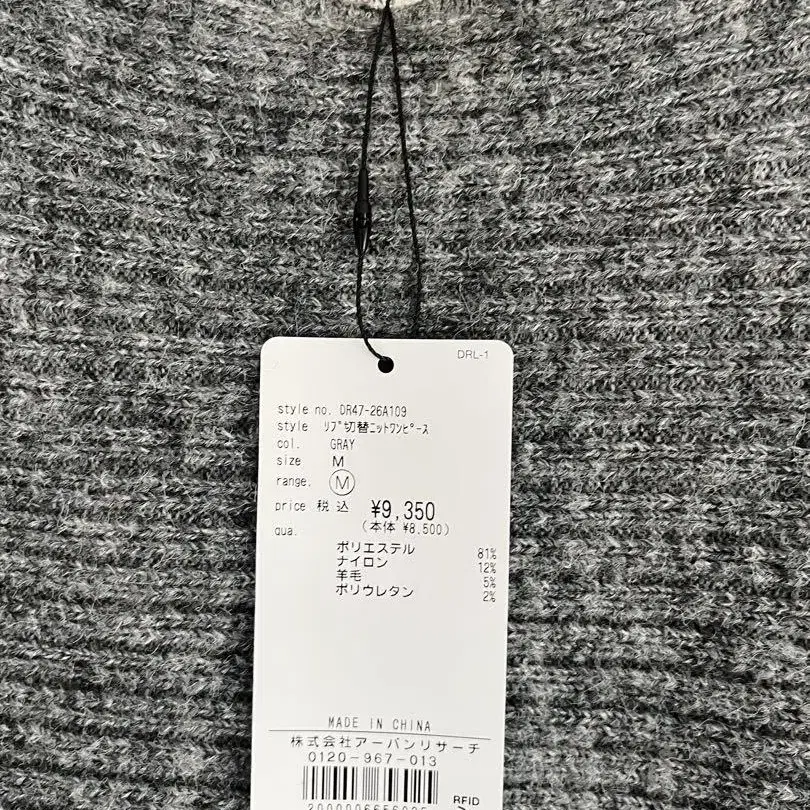 DRL-1
style no. DR47-26A109
style リブ切替ニットワンピース
col. GRAY
size M
range. M
price 税込 ¥9,350
(本体 ¥8,500)
qua.
ポリエステル 81%
ナイロン 12%
羊毛 5%
ポリウレタン 2%
MADE IN CHINA
株式会社アーバンリサーチ
0120-967-013
RFID